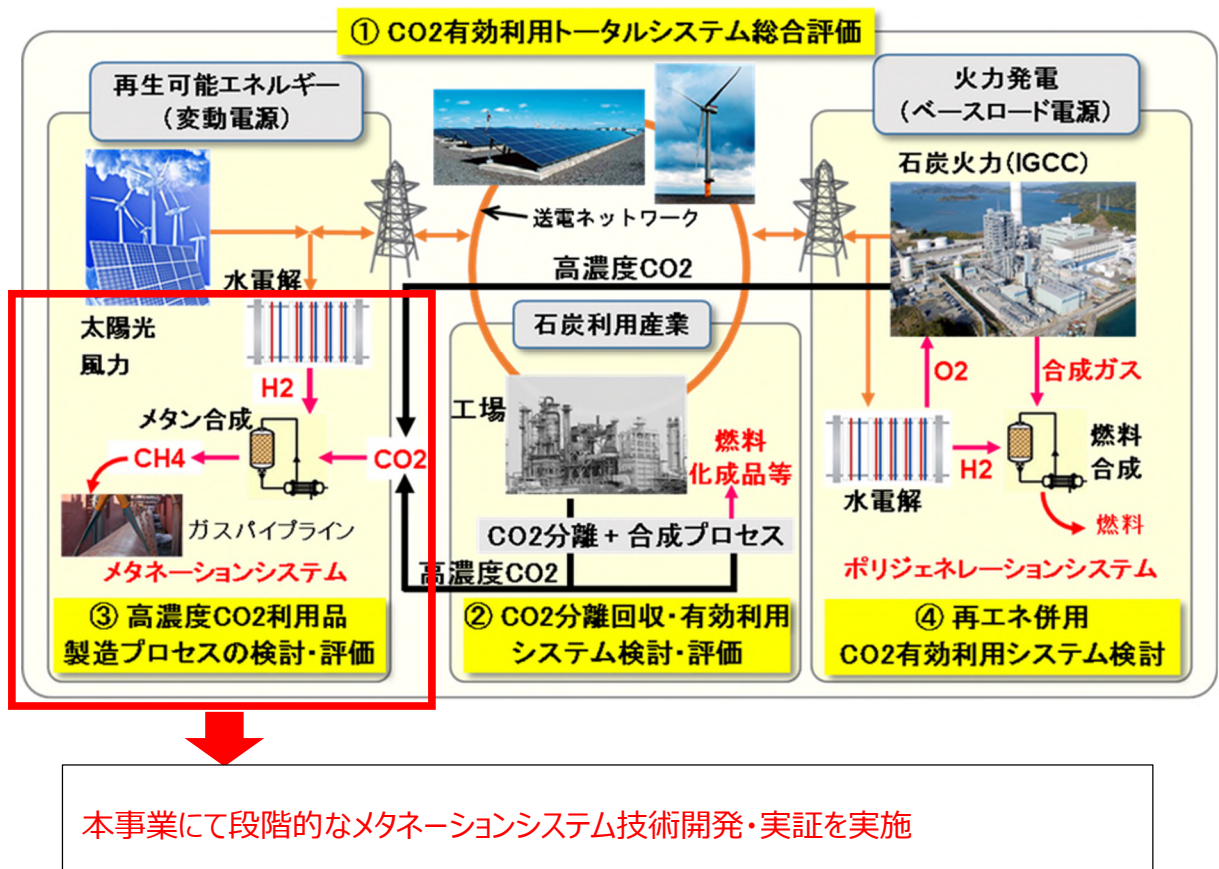 ① CO2有効利用トータルシステム総合評価
再生可能エネルギー
（変動電源）
火力発電
（ベースロード電源）
石炭火力(IGCC)
送電ネットワーク
水電解
高濃度CO2
太陽光
風力
石炭利用産業
H2
O2
合成ガス
メタン合成
工場
CH4
CO2
燃料
化成品等
燃料
合成
H2
水電解
ガスパイプライン
CO2分離＋合成プロセス
燃料
メタネーションシステム
高濃度CO2
ポリジェネレーションシステム
③ 高濃度CO2利用品
製造プロセスの検討・評価
② CO2分離回収・有効利用
システム検討・評価
④ 再エネ併用
CO2有効利用システム検討
本事業にて段階的なメタネーションシステム技術開発・実証を実施